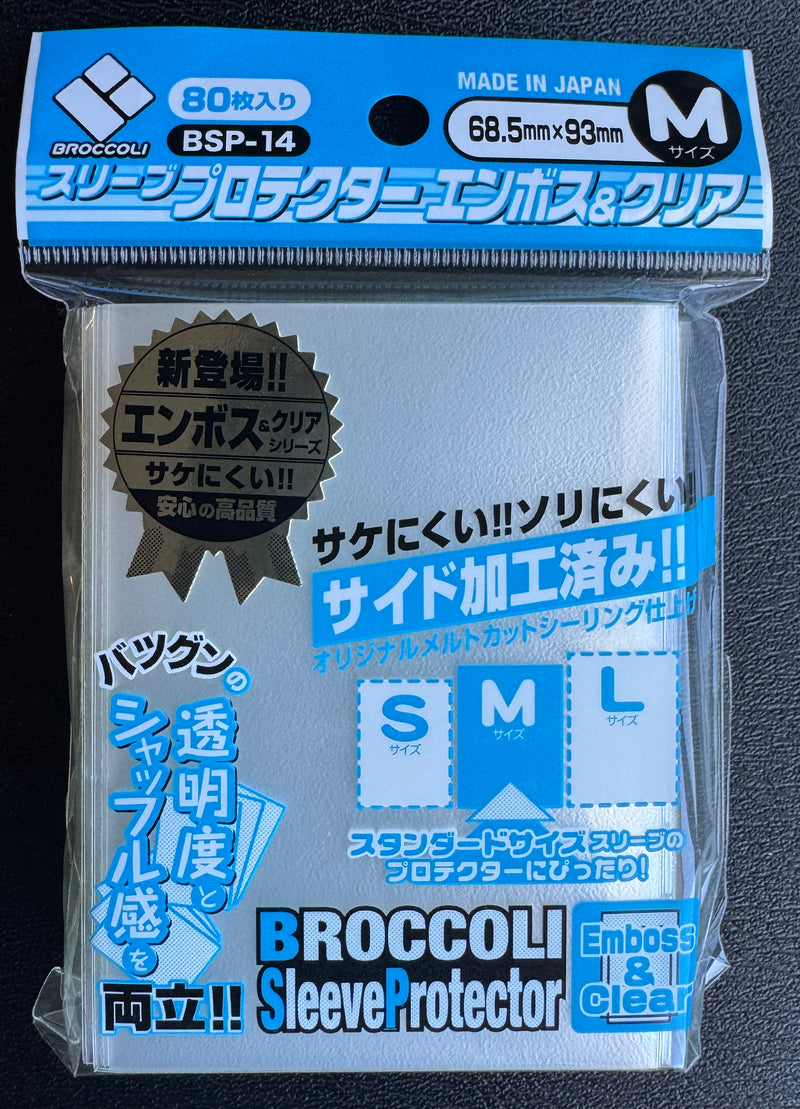 BROCCOLI
80枚入り
BSP-14
MADE IN JAPAN
68.5mm×93mm
M
サイズ
スリーブプロテクターエンボス&クリア
新登場!!
エンボス&クリア
シリーズ
サケにくい!!
安心の高品質
サケにくい!!ソリにくい!
サイド加工済み!!
オリジナルメルトカットシーリング仕上げ
バツグンの
透明度と
シャッフル感を
両立!!
S
サイズ
M
サイズ
L
サイズ
スタンダードサイズスリーブの
プロテクターにぴったり!
BROCCOLI
SleeveProtector
Emboss
&
Clear